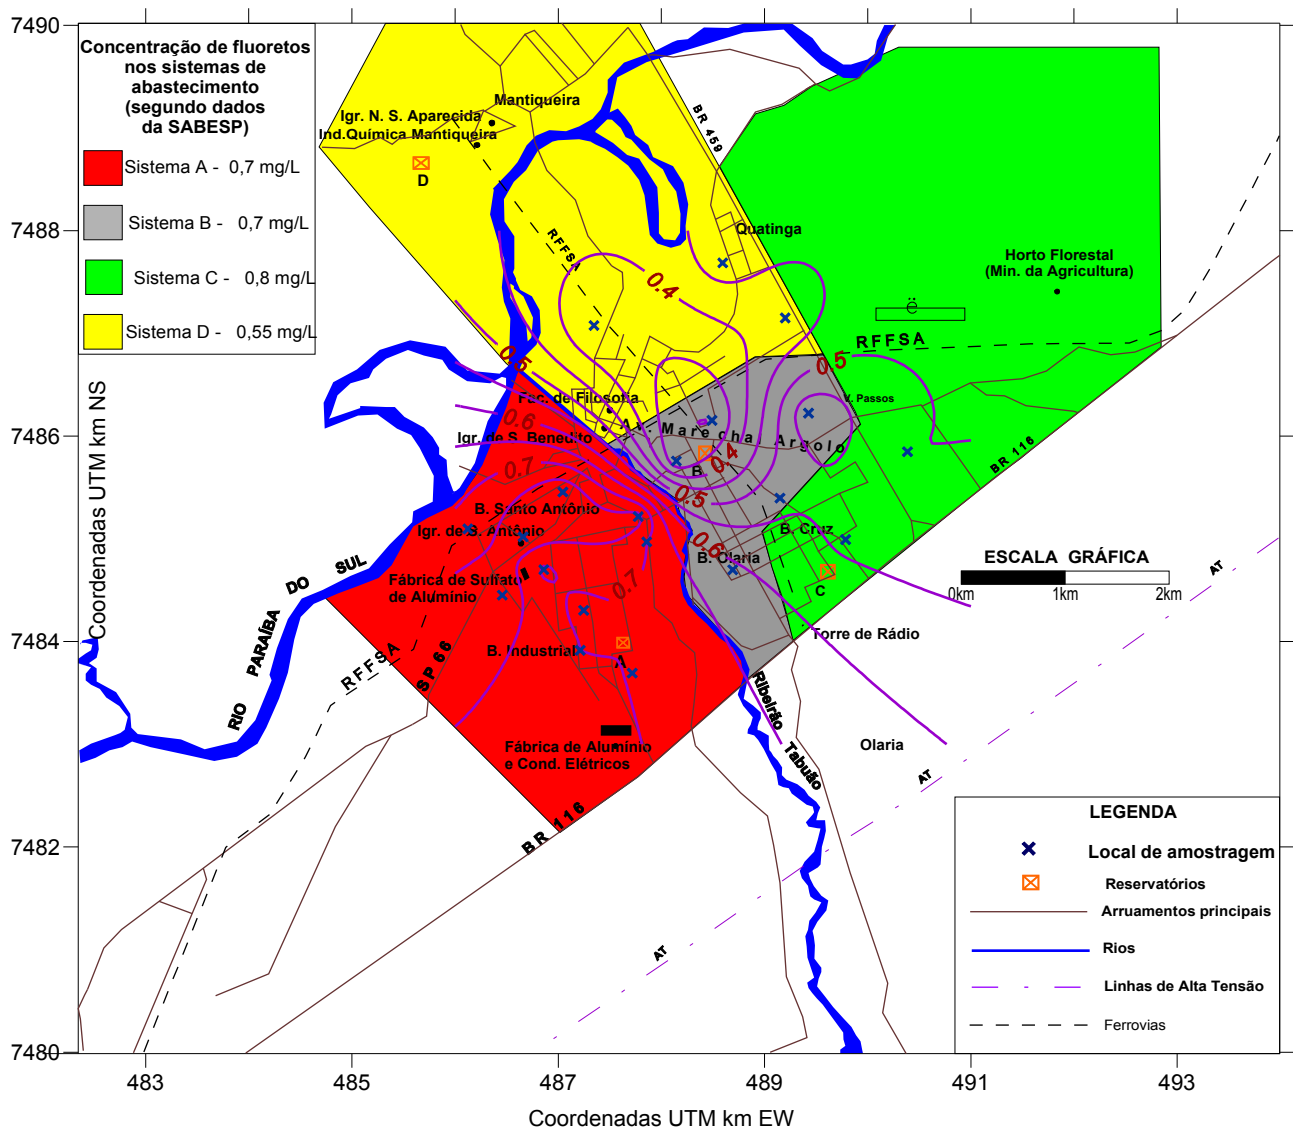 7490
7488
7486
7484
7482
7480
Coordenadas UTM km NS
Concentração de fluoretos
nos sistemas de
abastecimento
(segundo dados
da SABESP)
Sistema A - 0,7 mg/L
Sistema B - 0,7 mg/L
Sistema C - 0,8 mg/L
Sistema D - 0,55 mg/L
Mantiqueira
Igr. N. S. Aparecida
Ind.Química Mantiqueira
D
BR 459
RFFSA
Quatinga
Horto Florestal
(Min. da Agricultura)
ë
0.4
RFFSA
0.5
0.5
V. Passos
Fac. de Filosofia
0.6
Igr. de S. Benedito
Av. Marechal Argolo
0.7
B
0.4
BR 116
0.5
B. Santo Antônio
Igr. de S. Antônio
B. Cruz
0.6
B. Olaria
ESCALA GRÁFICA
0km
1km
2km
AT
Fábrica de Sulfato
de Alumínio
0.7
C
RIO PARAÍBA DO SUL
RFFSA
SP 66
Torre de Rádio
B. Industrial
A
Ribeirão Tabuão
Fábrica de Alumínio
e Cond. Elétricos
Olaria
AT
BR 116
AT
LEGENDA
Local de amostragem
Reservatórios
Arruamentos principais
Rios
Linhas de Alta Tensão
Ferrovias
483
485
487
489
491
493
Coordenadas UTM km EW